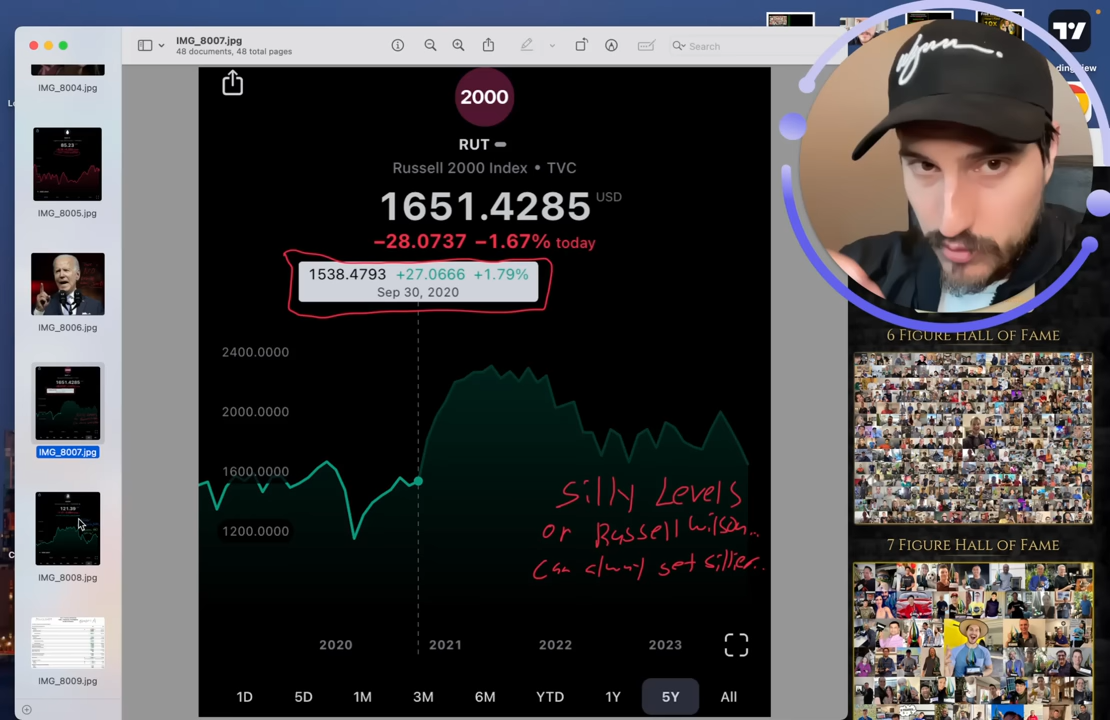 IMG_8007.jpg
48 documents, 48 total pages
Search
IMG_8004.jpg
IMG_8005.jpg
IMG_8006.jpg
IMG_8007.jpg
IMG_8008.jpg
IMG_8009.jpg
2000
RUT
Russell 2000 Index • TVC
1651.4285 USD
−28.0737 −1.67% today
1538.4793 +27.0666 +1.79%
Sep 30, 2020
2400.0000
2000.0000
1600.0000
1200.0000
Silly Levels
or Russell Wilson...
Can always get sillier..
2020 2021 2022 2023
1D 5D 1M 3M 6M YTD 1Y 5Y All
6 Figure Hall of Fame
7 Figure Hall of Fame